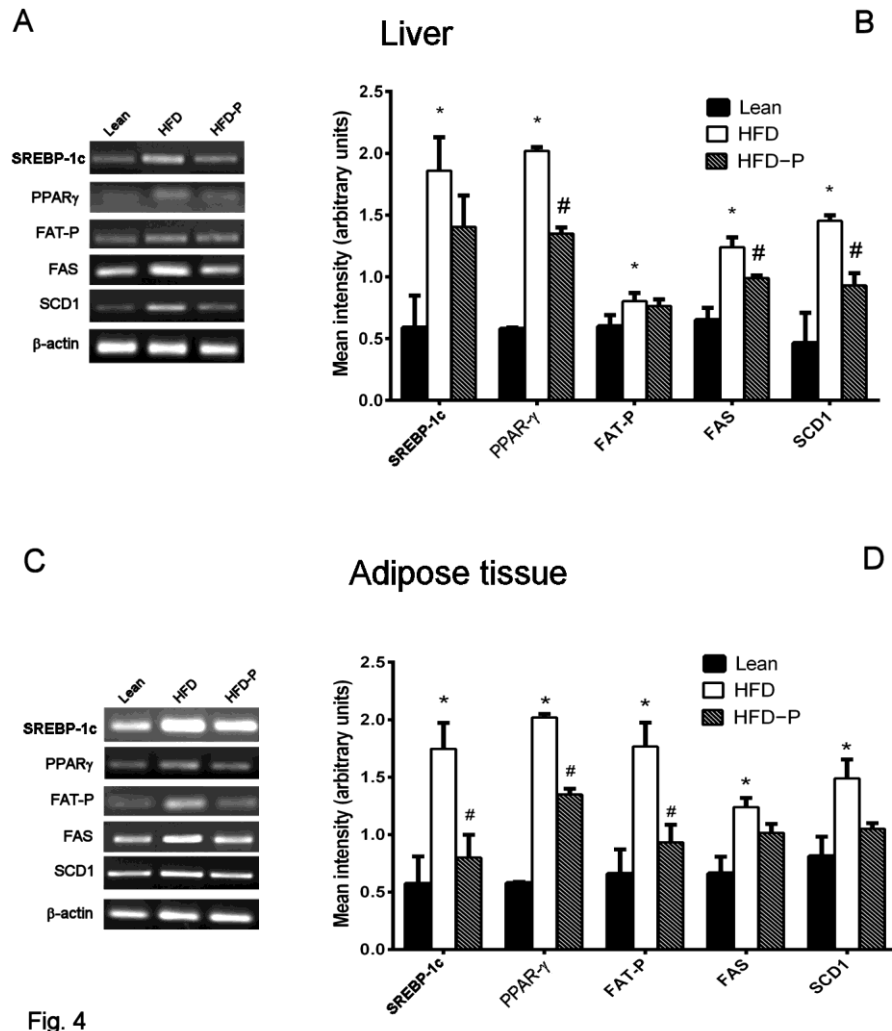 A
Liver
B
Lean HFD HFD-P
SREBP-1c
PPARγ
FAT-P
FAS
SCD1
β-actin
Mean intensity (arbitrary units)
2.5
2.0
1.5
1.0
0.5
0.0
Lean
HFD
HFD-P
* * * * *
# # #
SREBP-1c PPAR-γ FAT-P FAS SCD1
C
Adipose tissue
D
Lean HFD HFD-P
SREBP-1c
PPARγ
FAT-P
FAS
SCD1
β-actin
Mean intensity (arbitrary units)
2.5
2.0
1.5
1.0
0.5
0.0
Lean
HFD
HFD-P
* * * * *
# # #
SREBP-1c PPAR-γ FAT-P FAS SCD1
Fig. 4